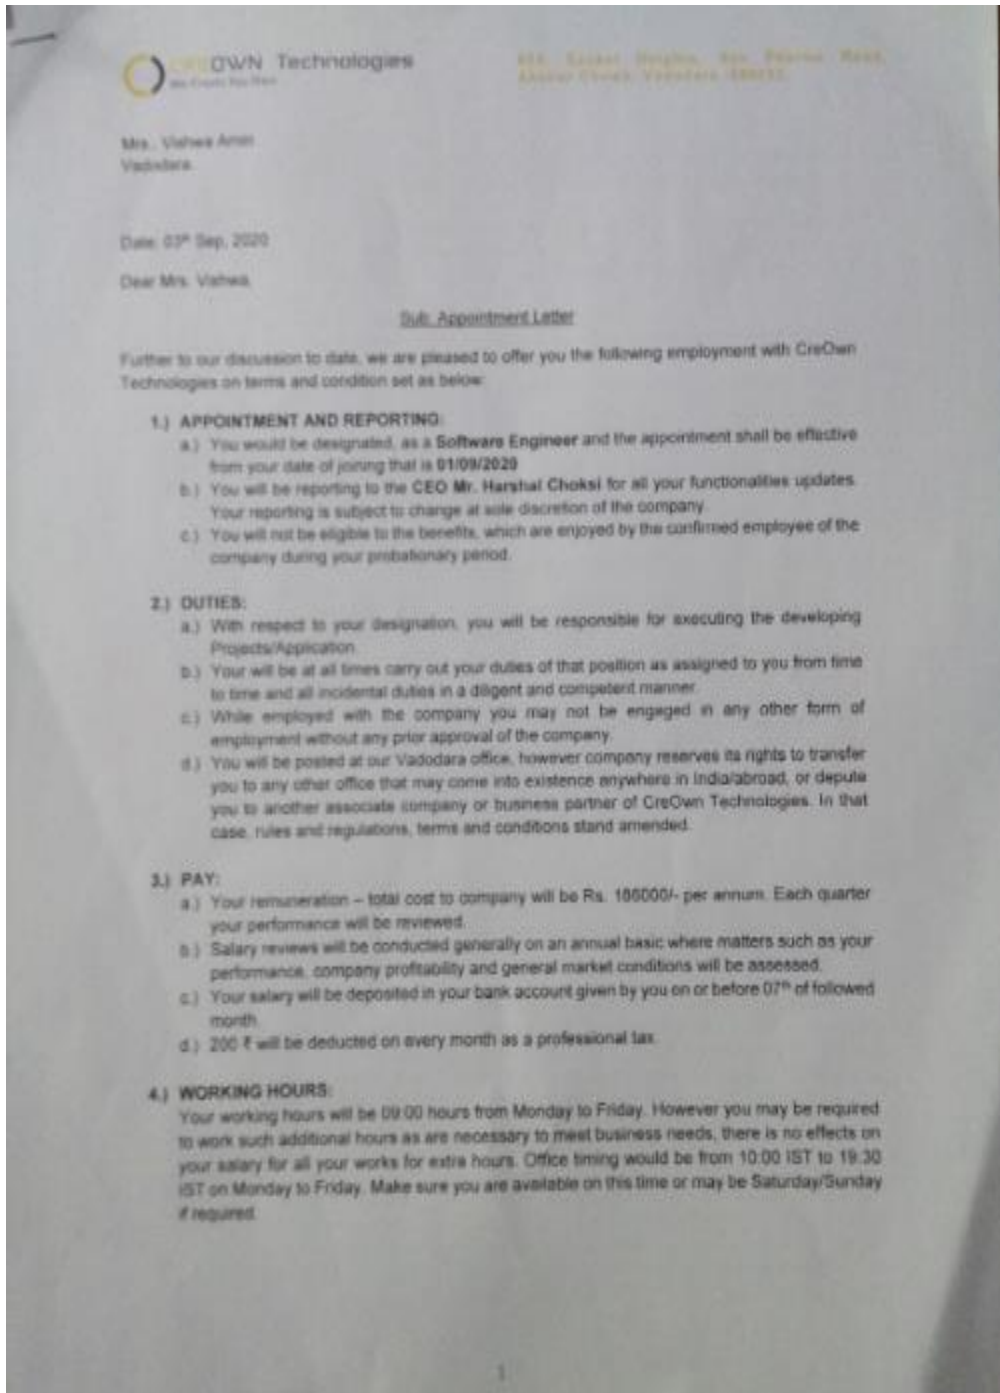 CREOWN Technologies
Mrs. Vishwa Amin
Vadodara.
Date: 03th Sep, 2020
Dear Mrs. Vishwa,
Sub: Appointment Letter
Further to our discussion to date, we are pleased to offer you the following employment with CreOwn
Technologies on terms and condition set as below:
1.) APPOINTMENT AND REPORTING:
a.) You would be designated, as a Software Engineer and the appointment shall be effective
from your date of joining that is 01/09/2020
b.) You will be reporting to the CEO Mr. Harshal Choksi for all your functionalities updates.
Your reporting is subject to change at sole discretion of the company.
c.) You will not be eligible to the benefits, which are enjoyed by the confirmed employee of the
company during your probationary period.
2.) DUTIES:
a.) With respect to your designation, you will be responsible for executing the developing
Projects/Application.
b.) Your will be at all times carry out your duties of that position as assigned to you from time
to time and all incidental duties in a diligent and competent manner.
c.) While employed with the company you may not be engaged in any other form of
employment without any prior approval of the company.
d.) You will be posted at our Vadodara office, however company reserves its rights to transfer
you to any other office that may come into existence anywhere in India/abroad, or depute
you to another associate company or business partner of CreOwn Technologies. In that
case, rules and regulations, terms and conditions stand amended.
3.) PAY:
a.) Your remuneration – total cost to company will be Rs. per annum. Each quarter
your performance will be reviewed.
b.) Salary reviews will be conducted generally on an annual basic where matters such as your
performance, company profitability and general market conditions will be assessed.
c.) Your salary will be deposited in your bank account given by you on or before 07th of followed
month.
d.) 200 ₹ will be deducted on every month as a professional tax.
4.) WORKING HOURS:
Your working hours will be 09:00 hours from Monday to Friday. However you may be required
to work such additional hours as are necessary to meet business needs, there is no effects on
your salary for all your works for extra hours. Office timing would be from 10:00 IST to 19:30
IST on Monday to Friday. Make sure you are available on this time or may be Saturday/Sunday
if required.
1